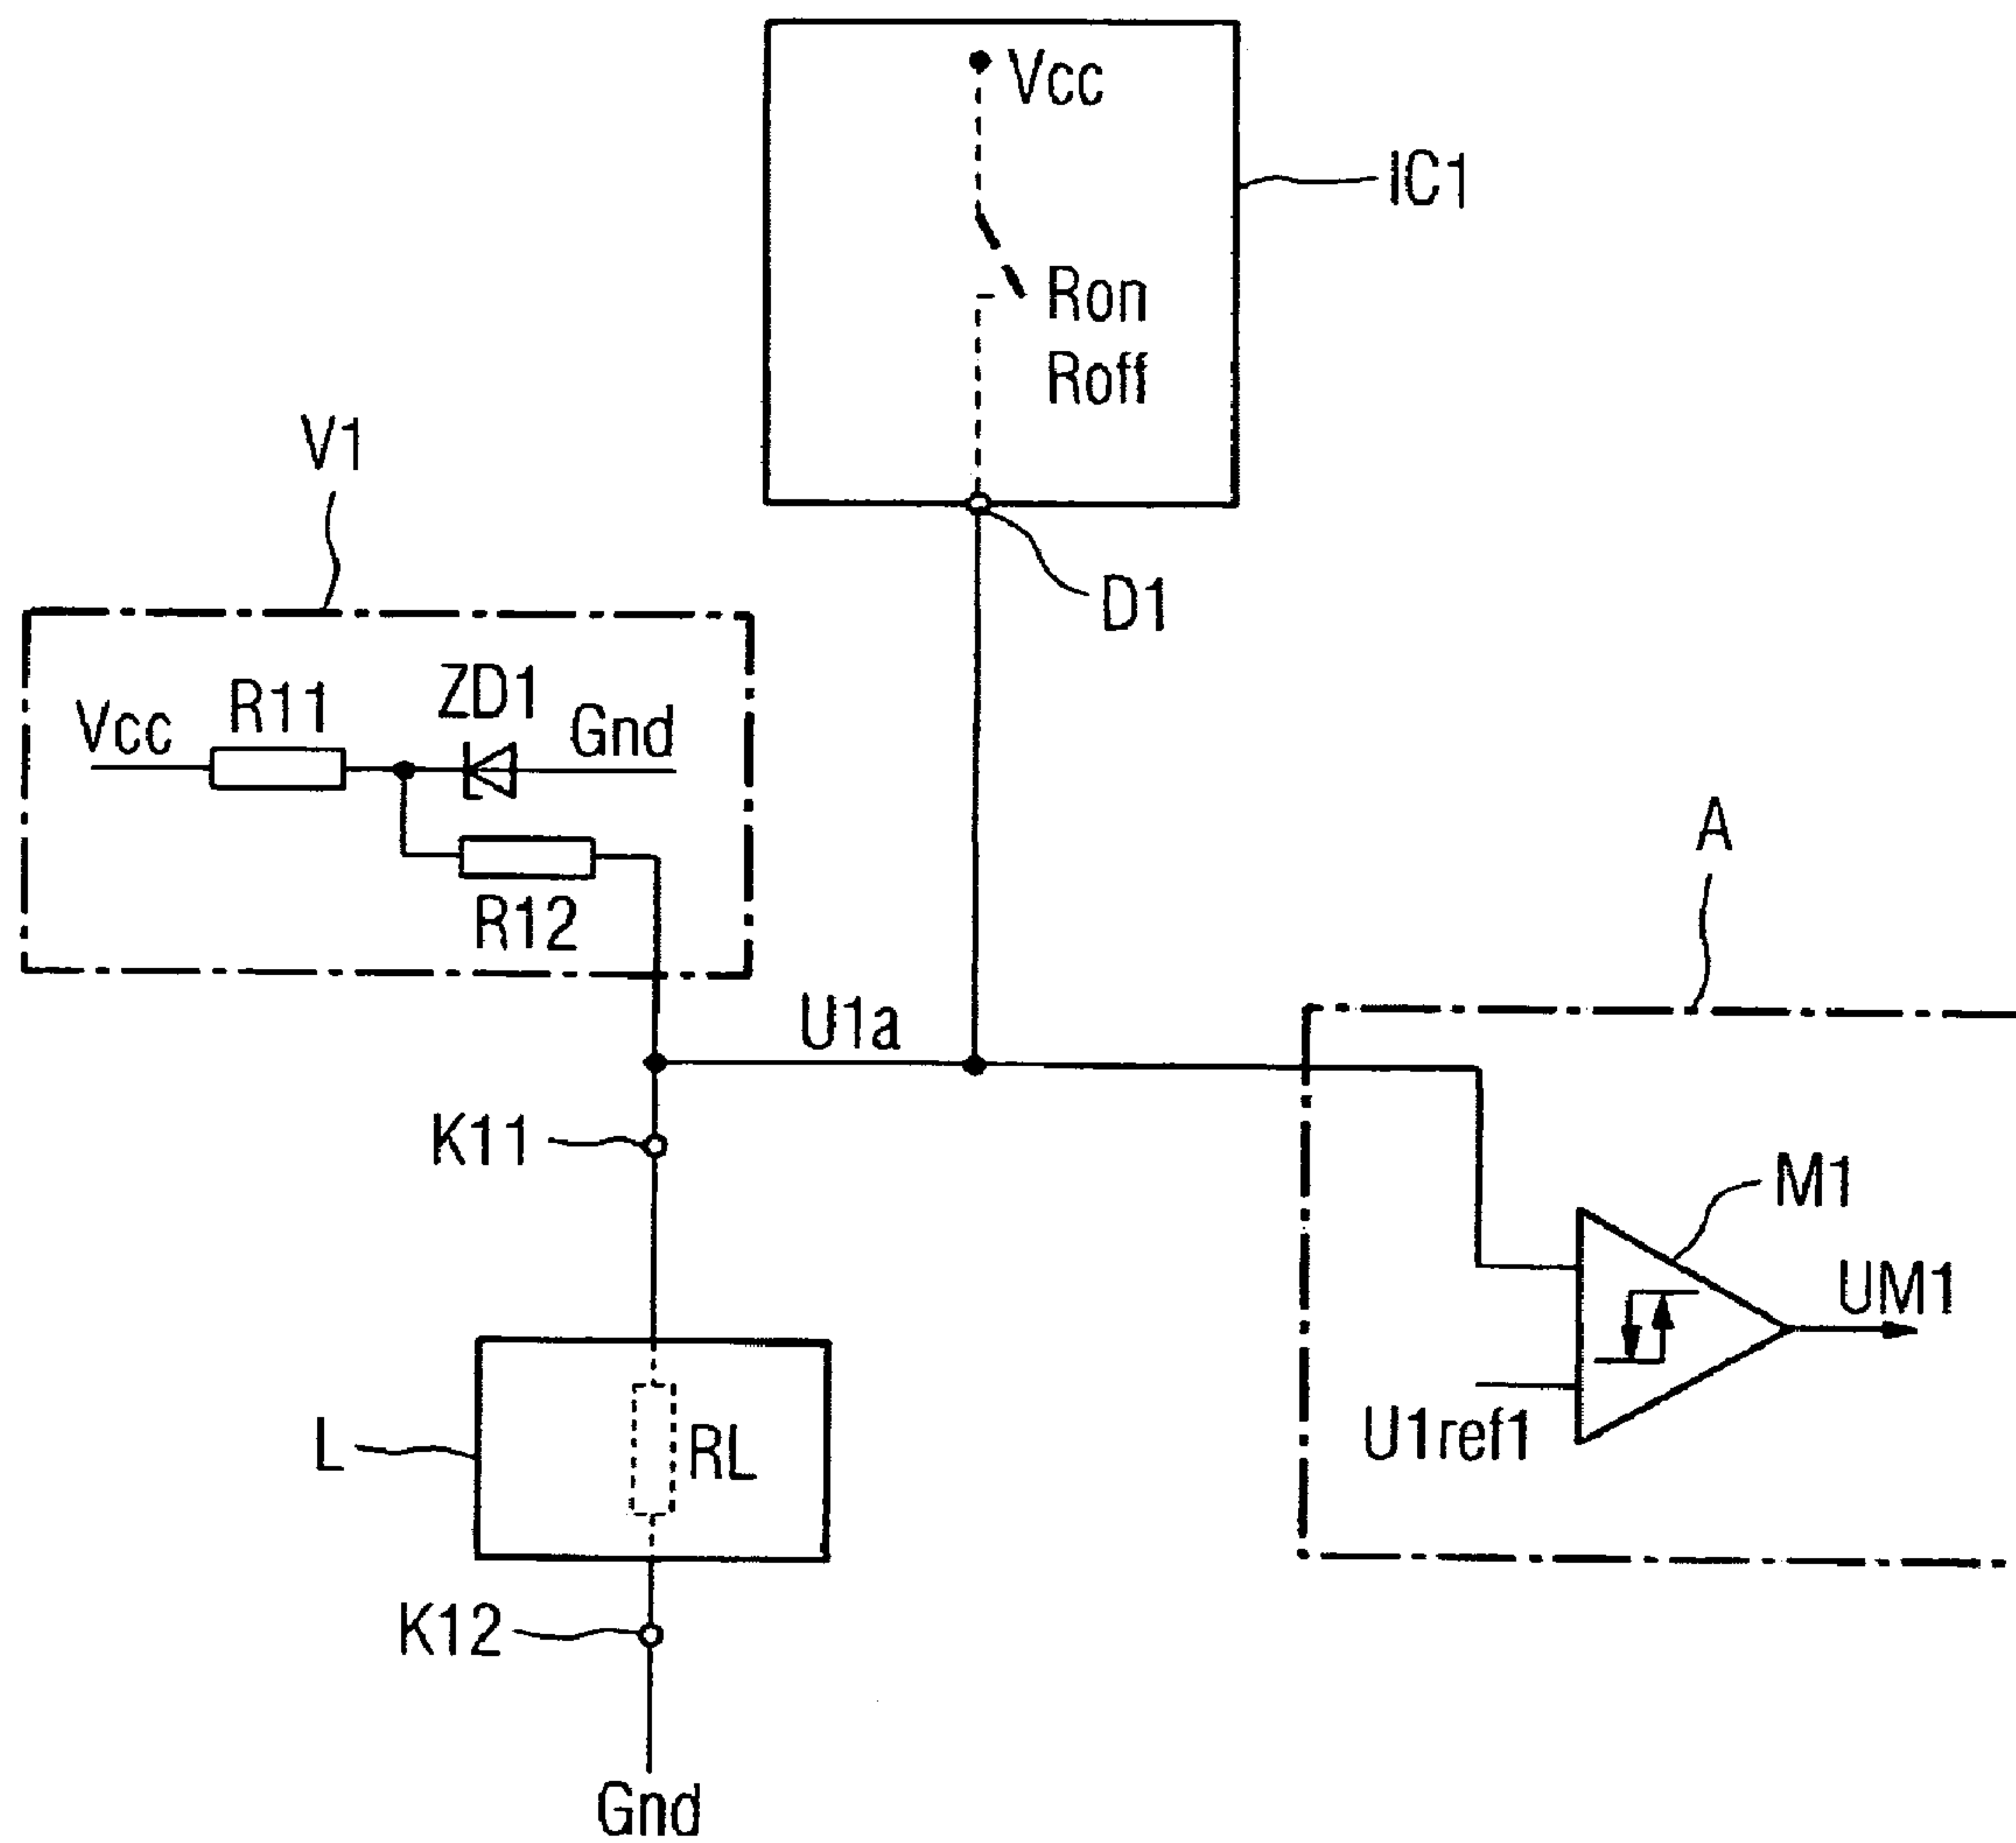 Vcc
IC1
Ron
Roff
V1
D1
ZD1
R11
Gnd
Vcc
R12
A
U1a
K11
M1
UM1
U1ref1
L
RL
K12
Gnd